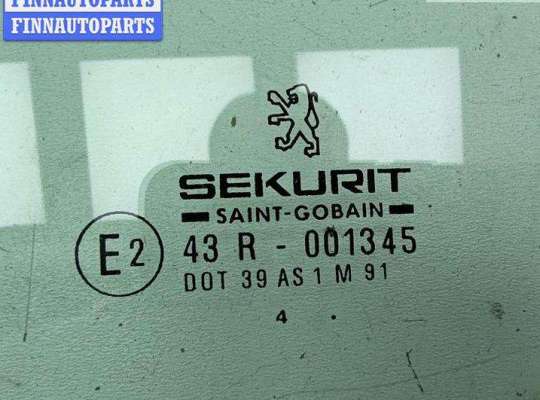 FINNAUTOPARTS
FINNAUTOPARTS
SEKURIT
SAINT-GOBAIN
E2
43 R - 001345
DOT 39 AS 1 M 91
4 .